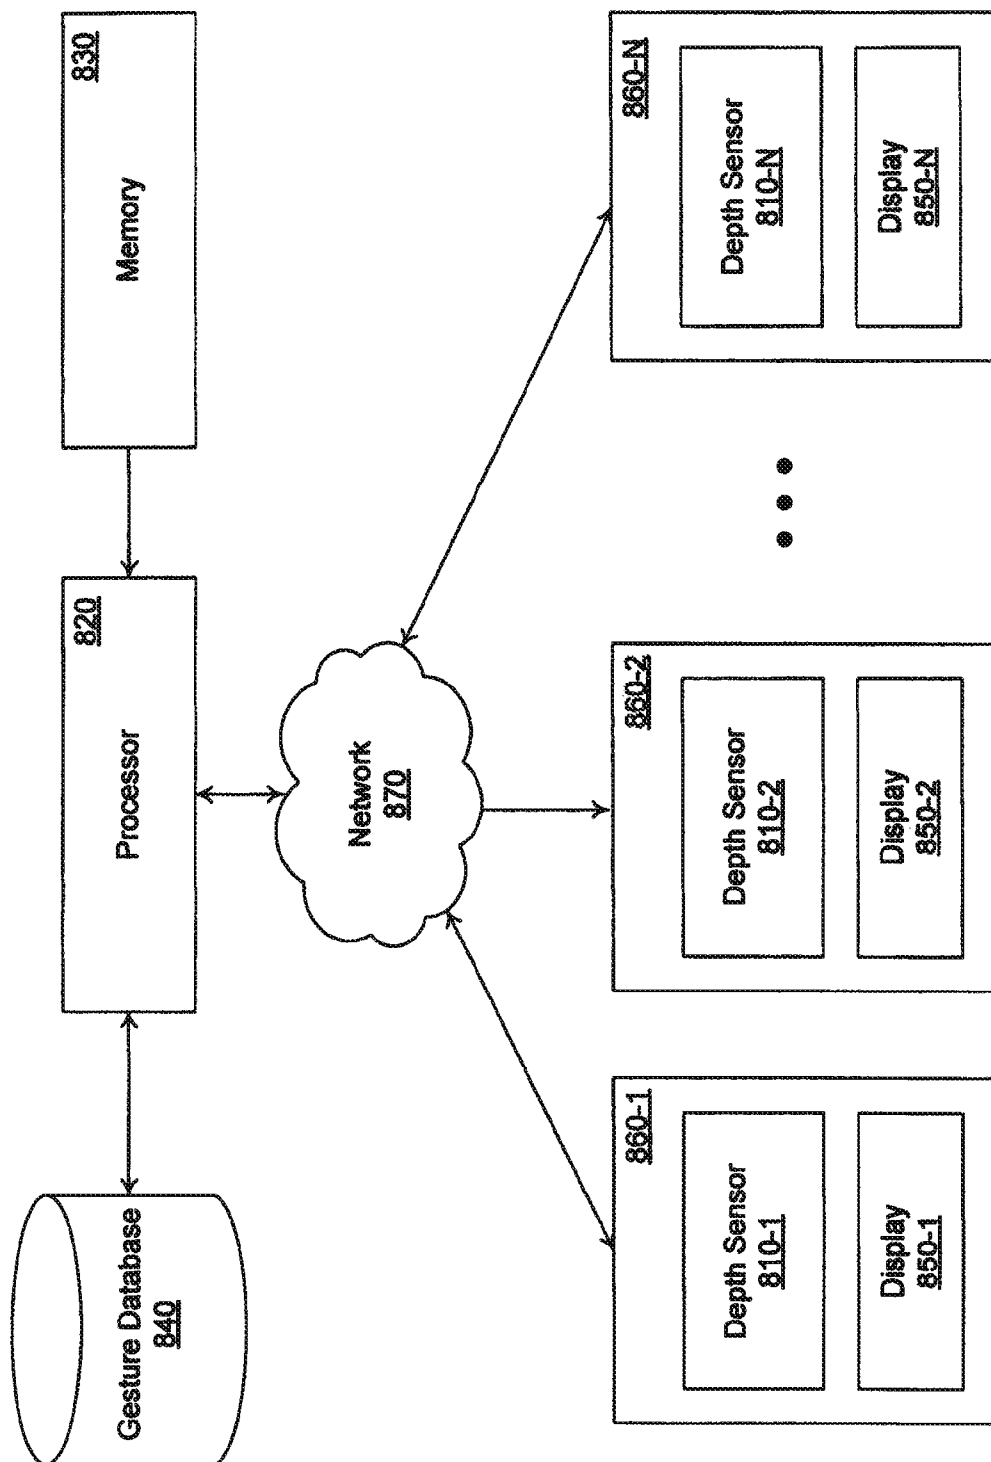 Gesture Database
840
Processor
820
Memory
830
Network
870
860-1
Depth Sensor
810-1
Display
850-1
860-2
Depth Sensor
810-2
Display
850-2
860-N
Depth Sensor
810-N
Display
850-N